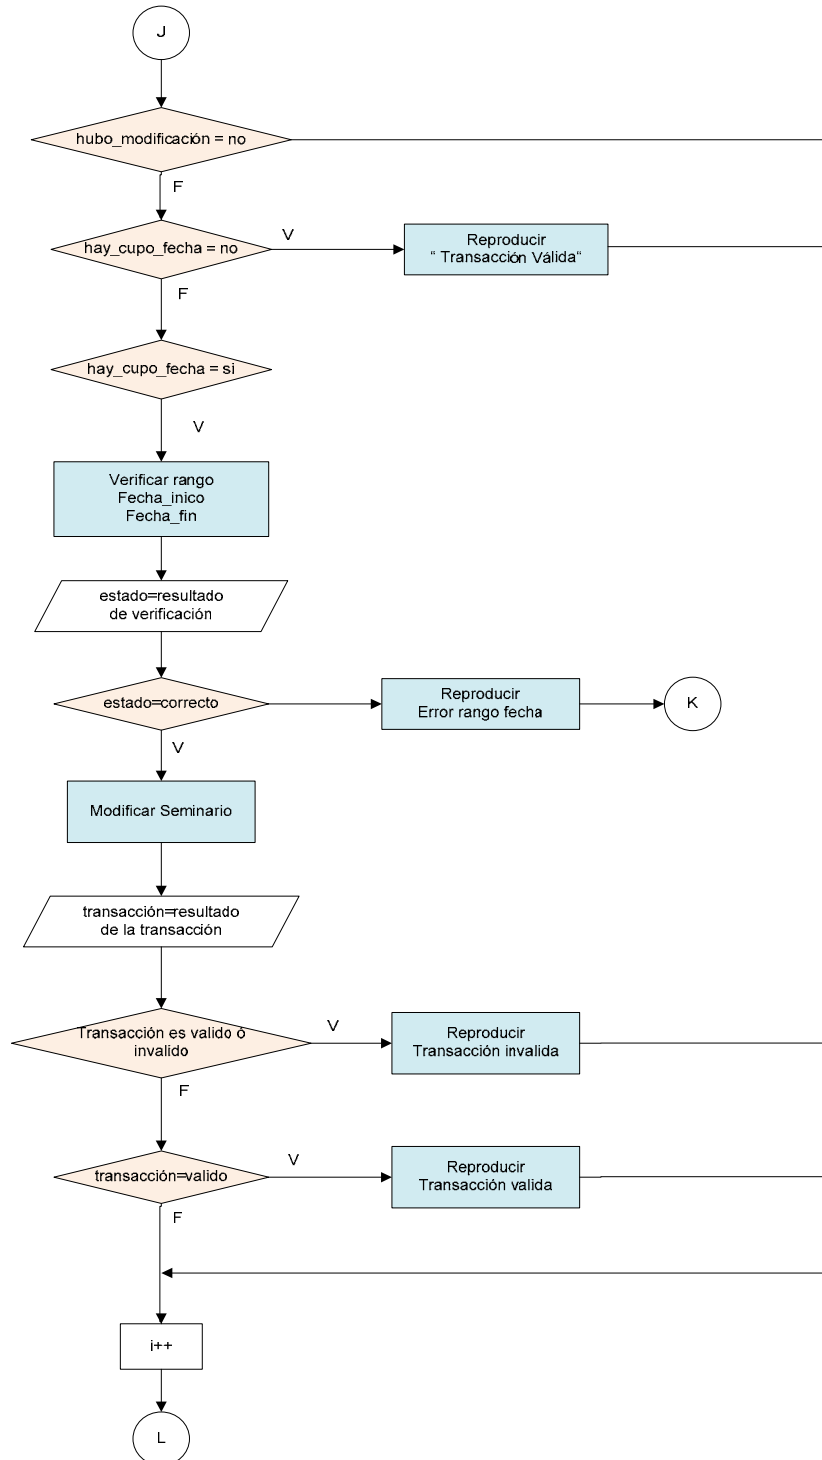 J
hubo_modificación = no
F
hay_cupo_fecha = no
V
Reproducir
“ Transacción Válida“
F
hay_cupo_fecha = si
V
Verificar rango
Fecha_inico
Fecha_fin
estado=resultado
de verificación
estado=correcto
Reproducir
Error rango fecha
K
V
Modificar Seminario
transacción=resultado
de la transacción
Transacción es valido ó
invalido
V
Reproducir
Transacción invalida
F
transacción=valido
V
Reproducir
Transacción valida
F
i++
L